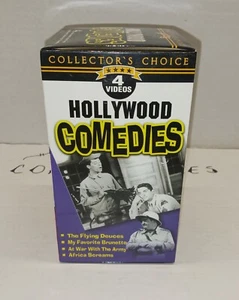 COLLECTOR'S CHOICE
4
VIDEOS
HOLLYWOOD
COMEDIES
• The Flying Deuces
• My Favorite Brunette
• At War With The Army
• Africa Screams